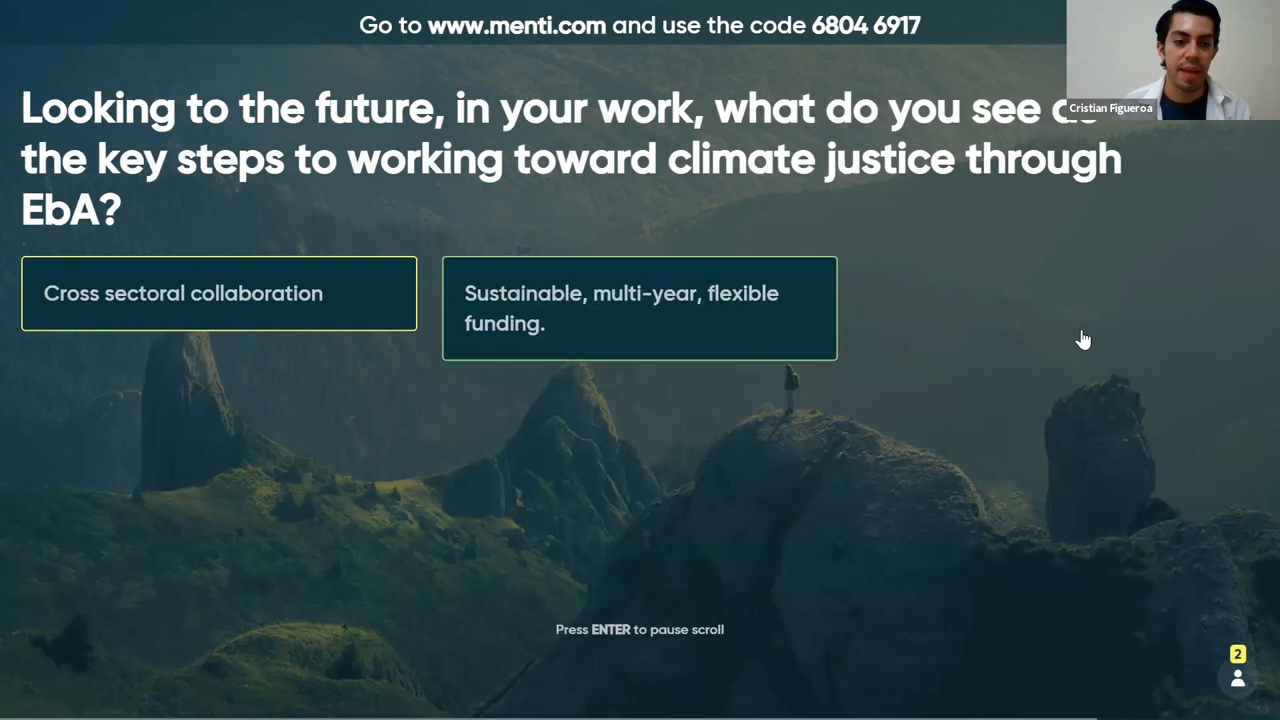 Go to www.menti.com and use the code 6804 6917
Looking to the future, in your work, what do you see
the key steps to working toward climate justice through
EbA?
Cristian Figueroa
Cross sectoral collaboration
Sustainable, multi-year, flexible
funding.
Press ENTER to pause scroll
2